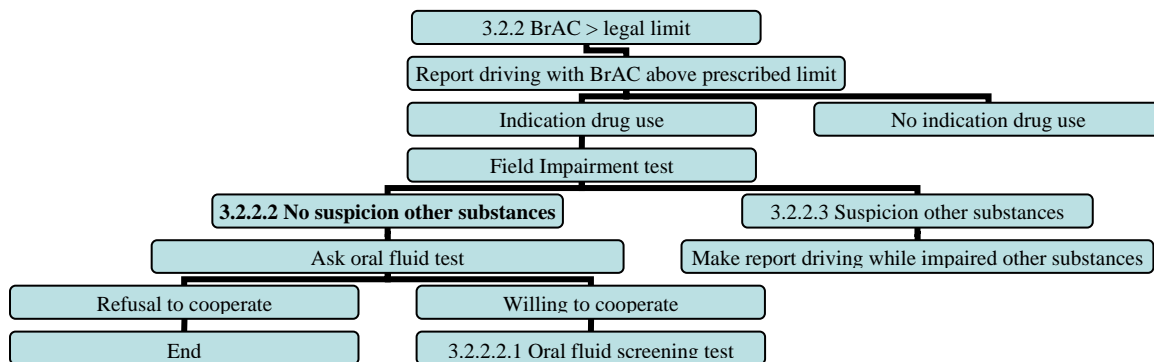 3.2.2 BrAC > legal limit
Report driving with BrAC above prescribed limit
Indication drug use
No indication drug use
Field Impairment test
3.2.2.2 No suspicion other substances
3.2.2.3 Suspicion other substances
Ask oral fluid test
Make report driving while impaired other substances
Refusal to cooperate
Willing to cooperate
End
3.2.2.2.1 Oral fluid screening test